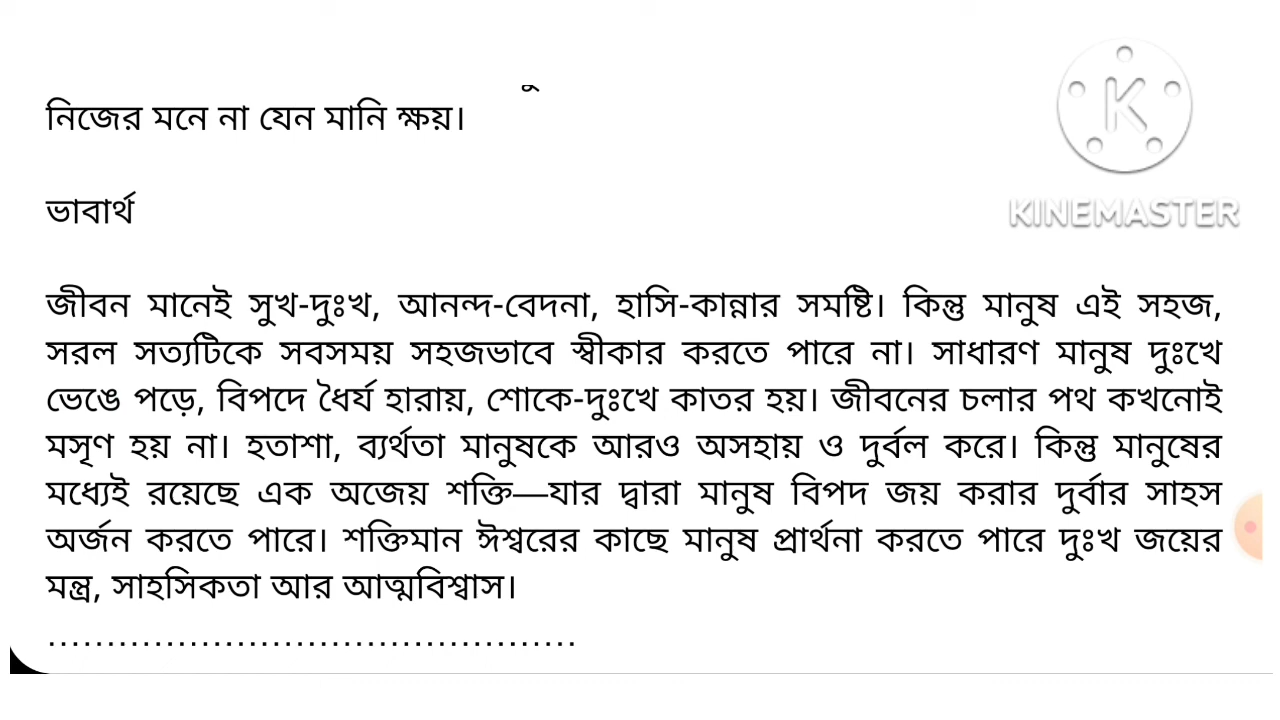 নিজের মনে না যেন মানি ক্ষয়।
ভাবার্থ
জীবন মানেই সুখ-দুঃখ, আনন্দ-বেদনা, হাসি-কান্নার সমষ্টি। কিন্তু মানুষ এই সহজ,
সরল সত্যটিকে সবসময় সহজভাবে স্বীকার করতে পারে না। সাধারণ মানুষ দুঃখে
ভেঙে পড়ে, বিপদে ধৈর্য হারায়, শোকে-দুঃখে কাতর হয়। জীবনের চলার পথ কখনোই
মসৃণ হয় না। হতাশা, ব্যর্থতা মানুষকে আরও অসহায় ও দুর্বল করে। কিন্তু মানুষের
মধ্যেই রয়েছে এক অজেয় শক্তি—যার দ্বারা মানুষ বিপদ জয় করার দুর্বার সাহস
অর্জন করতে পারে। শক্তিমান ঈশ্বরের কাছে মানুষ প্রার্থনা করতে পারে দুঃখ জয়ের
মন্ত্র, সাহসিকতা আর আত্মবিশ্বাস।
.............................................
K
KINEMASTER